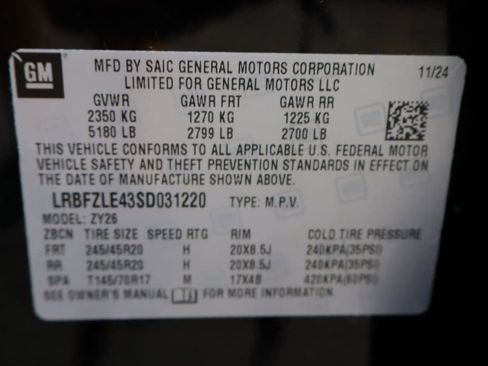 GM
MFD BY SAIC GENERAL MOTORS CORPORATION 11/24
LIMITED FOR GENERAL MOTORS LLC
GVWR GAWR FRT GAWR RR
2350 KG 1270 KG 1225 KG
5180 LB 2799 LB 2700 LB
THIS VEHICLE CONFORMS TO ALL APPLICABLE U.S. FEDERAL MOTOR
VEHICLE SAFETY AND THEFT PREVENTION STANDARDS IN EFFECT ON
THE DATE OF MANUFACTURE SHOWN ABOVE.
LRBFZLE43SD031220 TYPE: M.P.V.
MODEL: ZY26
ZBCN TIRE SIZE SPEED RTG RIM COLD TIRE PRESSURE
FRT 245/45R20 H 20X8.5J 240KPA(35PSI)
RR 245/45R20 H 20X8.5J 240KPA(35PSI)
SPA T145/70R17 M 17X4B 420KPA(60PSI)
SEE OWNER'S MANUAL FOR MORE INFORMATION